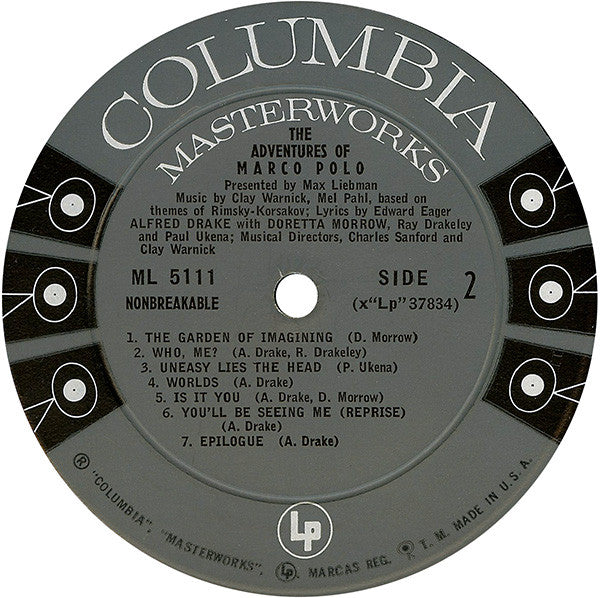 COLUMBIA
MASTERWORKS
THE
ADVENTURES OF
MARCO POLO
Presented by Max Liebman
Music by Clay Warnick, Mel Pahl, based on
themes of Rimsky-Korsakov; Lyrics by Edward Eager
ALFRED DRAKE with DORETTA MORROW, Ray Drakeley
and Paul Ukena; Musical Directors, Charles Sanford and
Clay Warnick
ML 5111 SIDE 2
NONBREAKABLE (x"Lp" 37834)
1. THE GARDEN OF IMAGINING (D. Morrow)
2. WHO, ME? (A. Drake, R. Drakeley)
3. UNEASY LIES THE HEAD (P. Ukena)
4. WORLDS (A. Drake)
5. IS IT YOU (A. Drake, D. Morrow)
6. YOU'LL BE SEEING ME (REPRISE)
(A. Drake)
7. EPILOGUE (A. Drake)
Lp
® "COLUMBIA", "MASTERWORKS", Lp, MARCAS REG. T. M. MADE IN U.S.A.